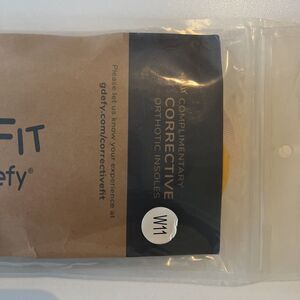 FIT
efy®
Please let us know your experience at
gdefy.com/correctivefit
COMPLIMENTARY
CORRECTIVE
ORTHOTIC INSOLES
W11